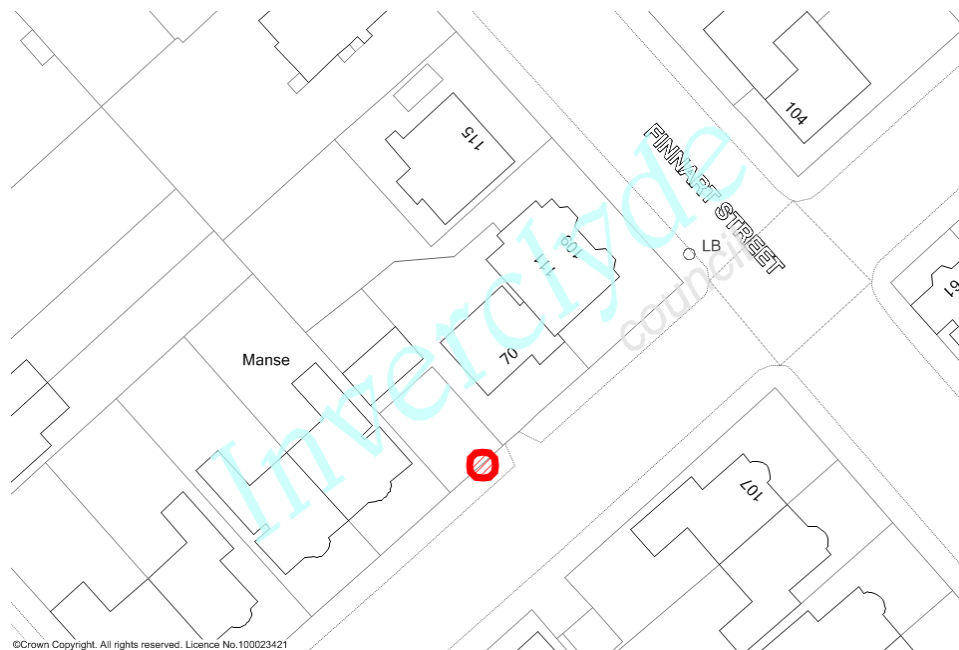 104
115
FINNART STREET
LB
109
111
61
70
Manse
107
Inverclyde
council
©Crown Copyright. All rights reserved. Licence No.100023421